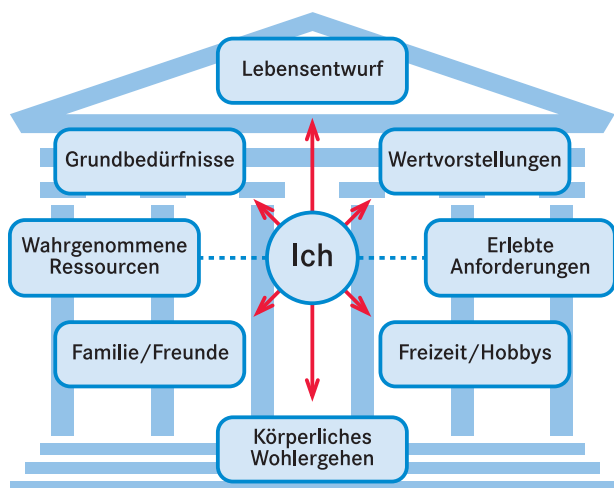 Lebensentwurf
Grundbedürfnisse
Wertvorstellungen
Wahrgenommene
Ressourcen
Ich
Erlebte
Anforderungen
Familie/Freunde
Freizeit/Hobbys
Körperliches
Wohlergehen